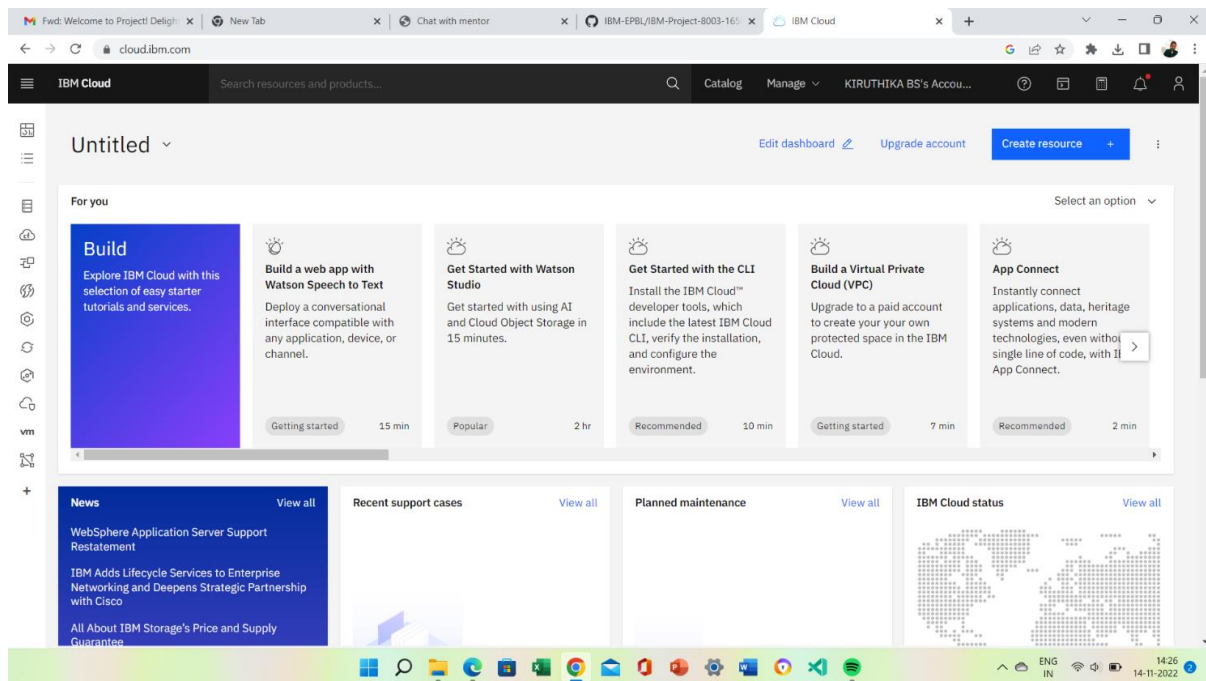 Fwd: Welcome to Project! Deligh
New Tab
Chat with mentor
IBM-EPBL/IBM-Project-8003-165
IBM Cloud
cloud.ibm.com
IBM Cloud
Search resources and products...
Catalog
Manage
KIRUTHIKA BS's Accou...
Untitled
Edit dashboard
Upgrade account
Create resource +
For you
Select an option
Build
Explore IBM Cloud with this
selection of easy starter
tutorials and services.
Build a web app with
Watson Speech to Text
Deploy a conversational
interface compatible with
any application, device, or
channel.
Getting started 15 min
Get Started with Watson
Studio
Get started with using AI
and Cloud Object Storage in
15 minutes.
Popular 2 hr
Get Started with the CLI
Install the IBM Cloud™
developer tools, which
include the latest IBM Cloud
CLI, verify the installation,
and configure the
environment.
Recommended 10 min
Build a Virtual Private
Cloud (VPC)
Upgrade to a paid account
to create your your own
protected space in the IBM
Cloud.
Getting started 7 min
App Connect
Instantly connect
applications, data, heritage
systems and modern
technologies, even withou
single line of code, with I
App Connect.
Recommended 2 min
vm
News View all
WebSphere Application Server Support
Restatement
IBM Adds Lifecycle Services to Enterprise
Networking and Deepens Strategic Partnership
with Cisco
All About IBM Storage's Price and Supply
Guarantee
Recent support cases View all
Planned maintenance View all
IBM Cloud status View all
ENG
IN
14:26
14-11-2022
2